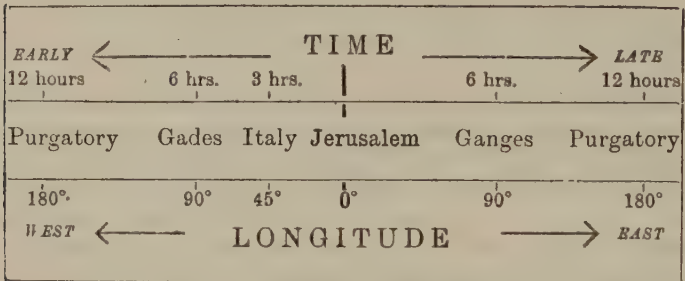 TIME
EARLY LATE
12 hours 6 hrs. 3 hrs. 6 hrs. 12 hours
Purgatory Gades Italy Jerusalem Ganges Purgatory
180° 90° 45° 0° 90° 180°
WEST LONGITUDE EAST